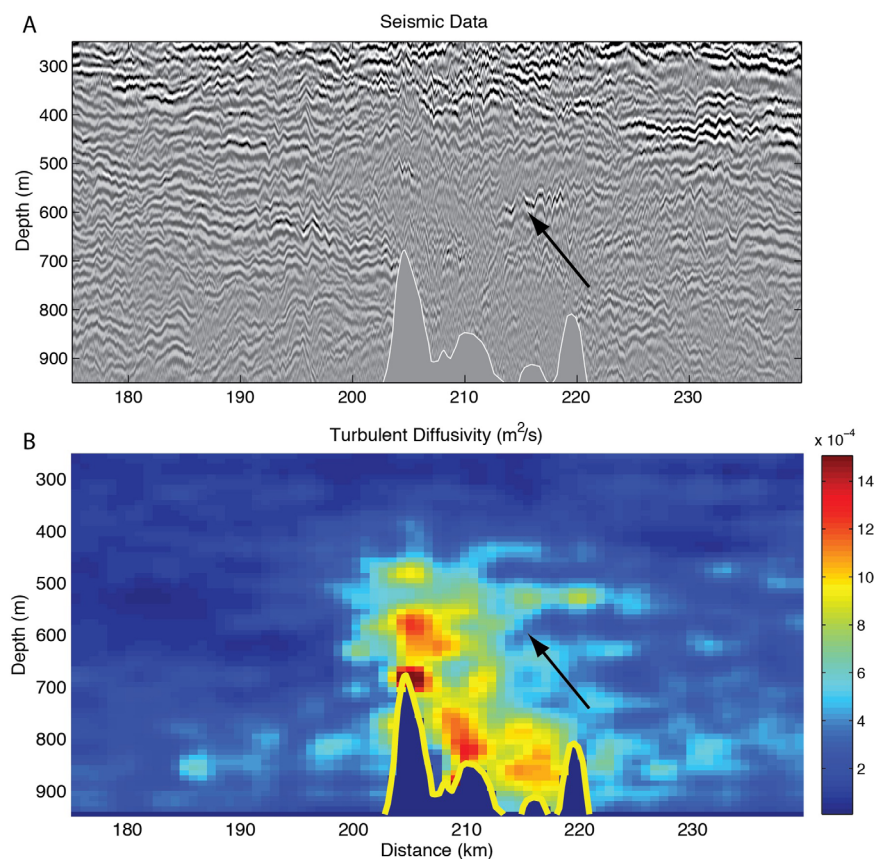 A
Seismic Data
300
400
500
600
700
800
900
Depth (m)
180 190 200 210 220 230
B
Turbulent Diffusivity (m²/s)
x 10⁻⁴
300
400
500
600
700
800
900
Depth (m)
14
12
10
8
6
4
2
180 190 200 210 220 230
Distance (km)